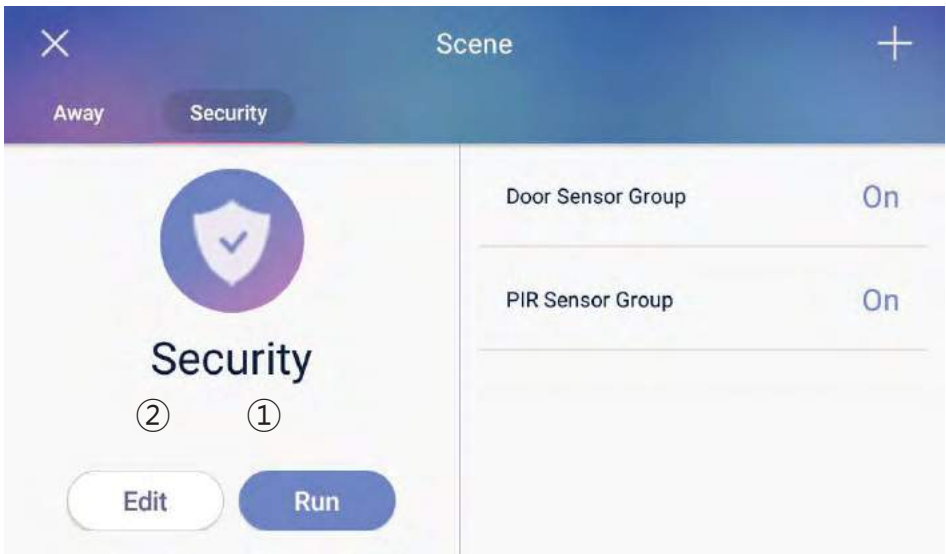 Scene
Away Security
Door Sensor Group On
PIR Sensor Group On
Security
② ①
Edit Run